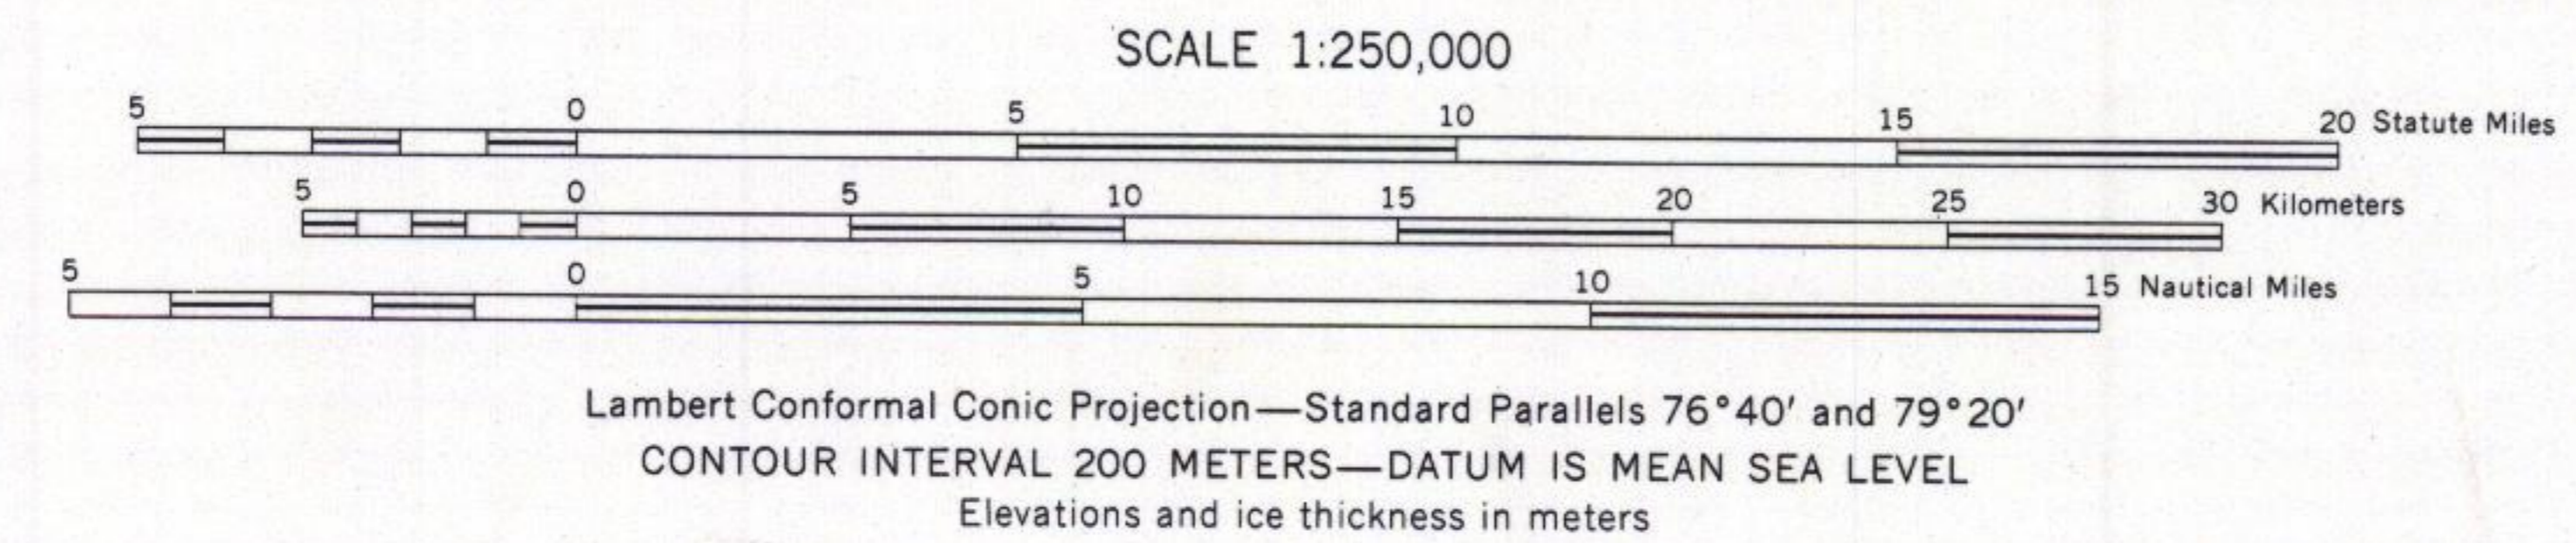 SCALE 1:250,000
5 0 5 10 15 20 Statute Miles
5 0 5 10 15 20 25 30 Kilometers
5 0 5 10 15 Nautical Miles
Lambert Conformal Conic Projection—Standard Parallels 76°40′ and 79°20′
CONTOUR INTERVAL 200 METERS—DATUM IS MEAN SEA LEVEL
Elevations and ice thickness in meters